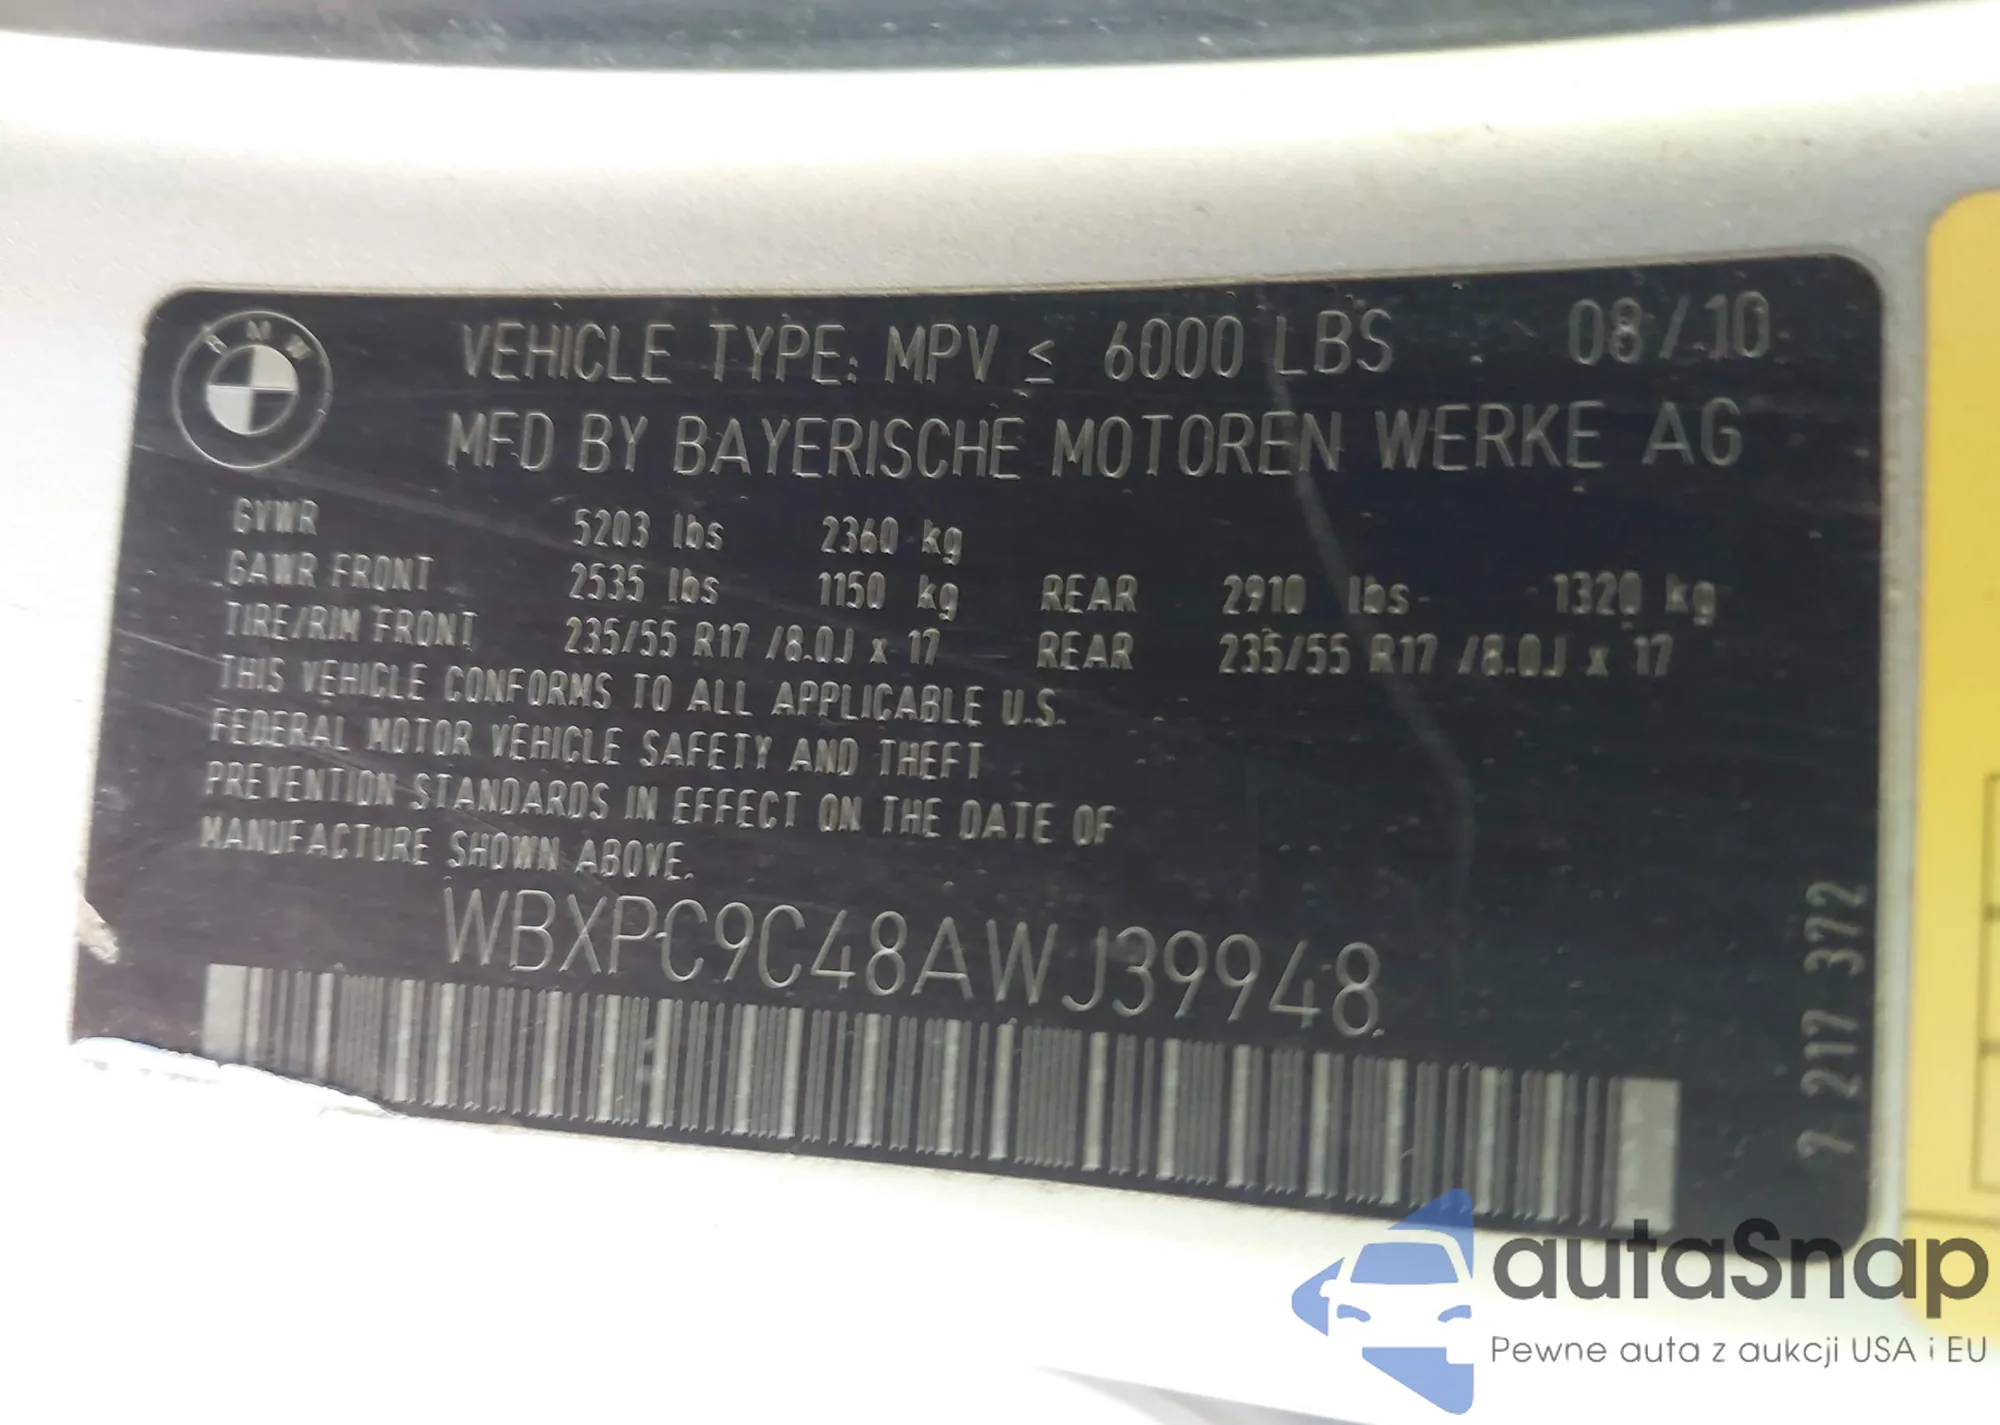 BMW
VEHICLE TYPE: MPV ≤ 6000 LBS 08/10
MFD BY BAYERISCHE MOTOREN WERKE AG
GVWR 5203 lbs 2360 kg
GAWR FRONT 2535 lbs 1150 kg REAR 2910 lbs 1320 kg
TIRE/RIM FRONT 235/55 R17 /8.0J x 17 REAR 235/55 R17 /8.0J x 17
THIS VEHICLE CONFORMS TO ALL APPLICABLE U.S.
FEDERAL MOTOR VEHICLE SAFETY AND THEFT
PREVENTION STANDARDS IN EFFECT ON THE DATE OF
MANUFACTURE SHOWN ABOVE.
WBXPC9C48AWJ39948
7 217 372
autaSnap
Pewne auta z aukcji USA i EU